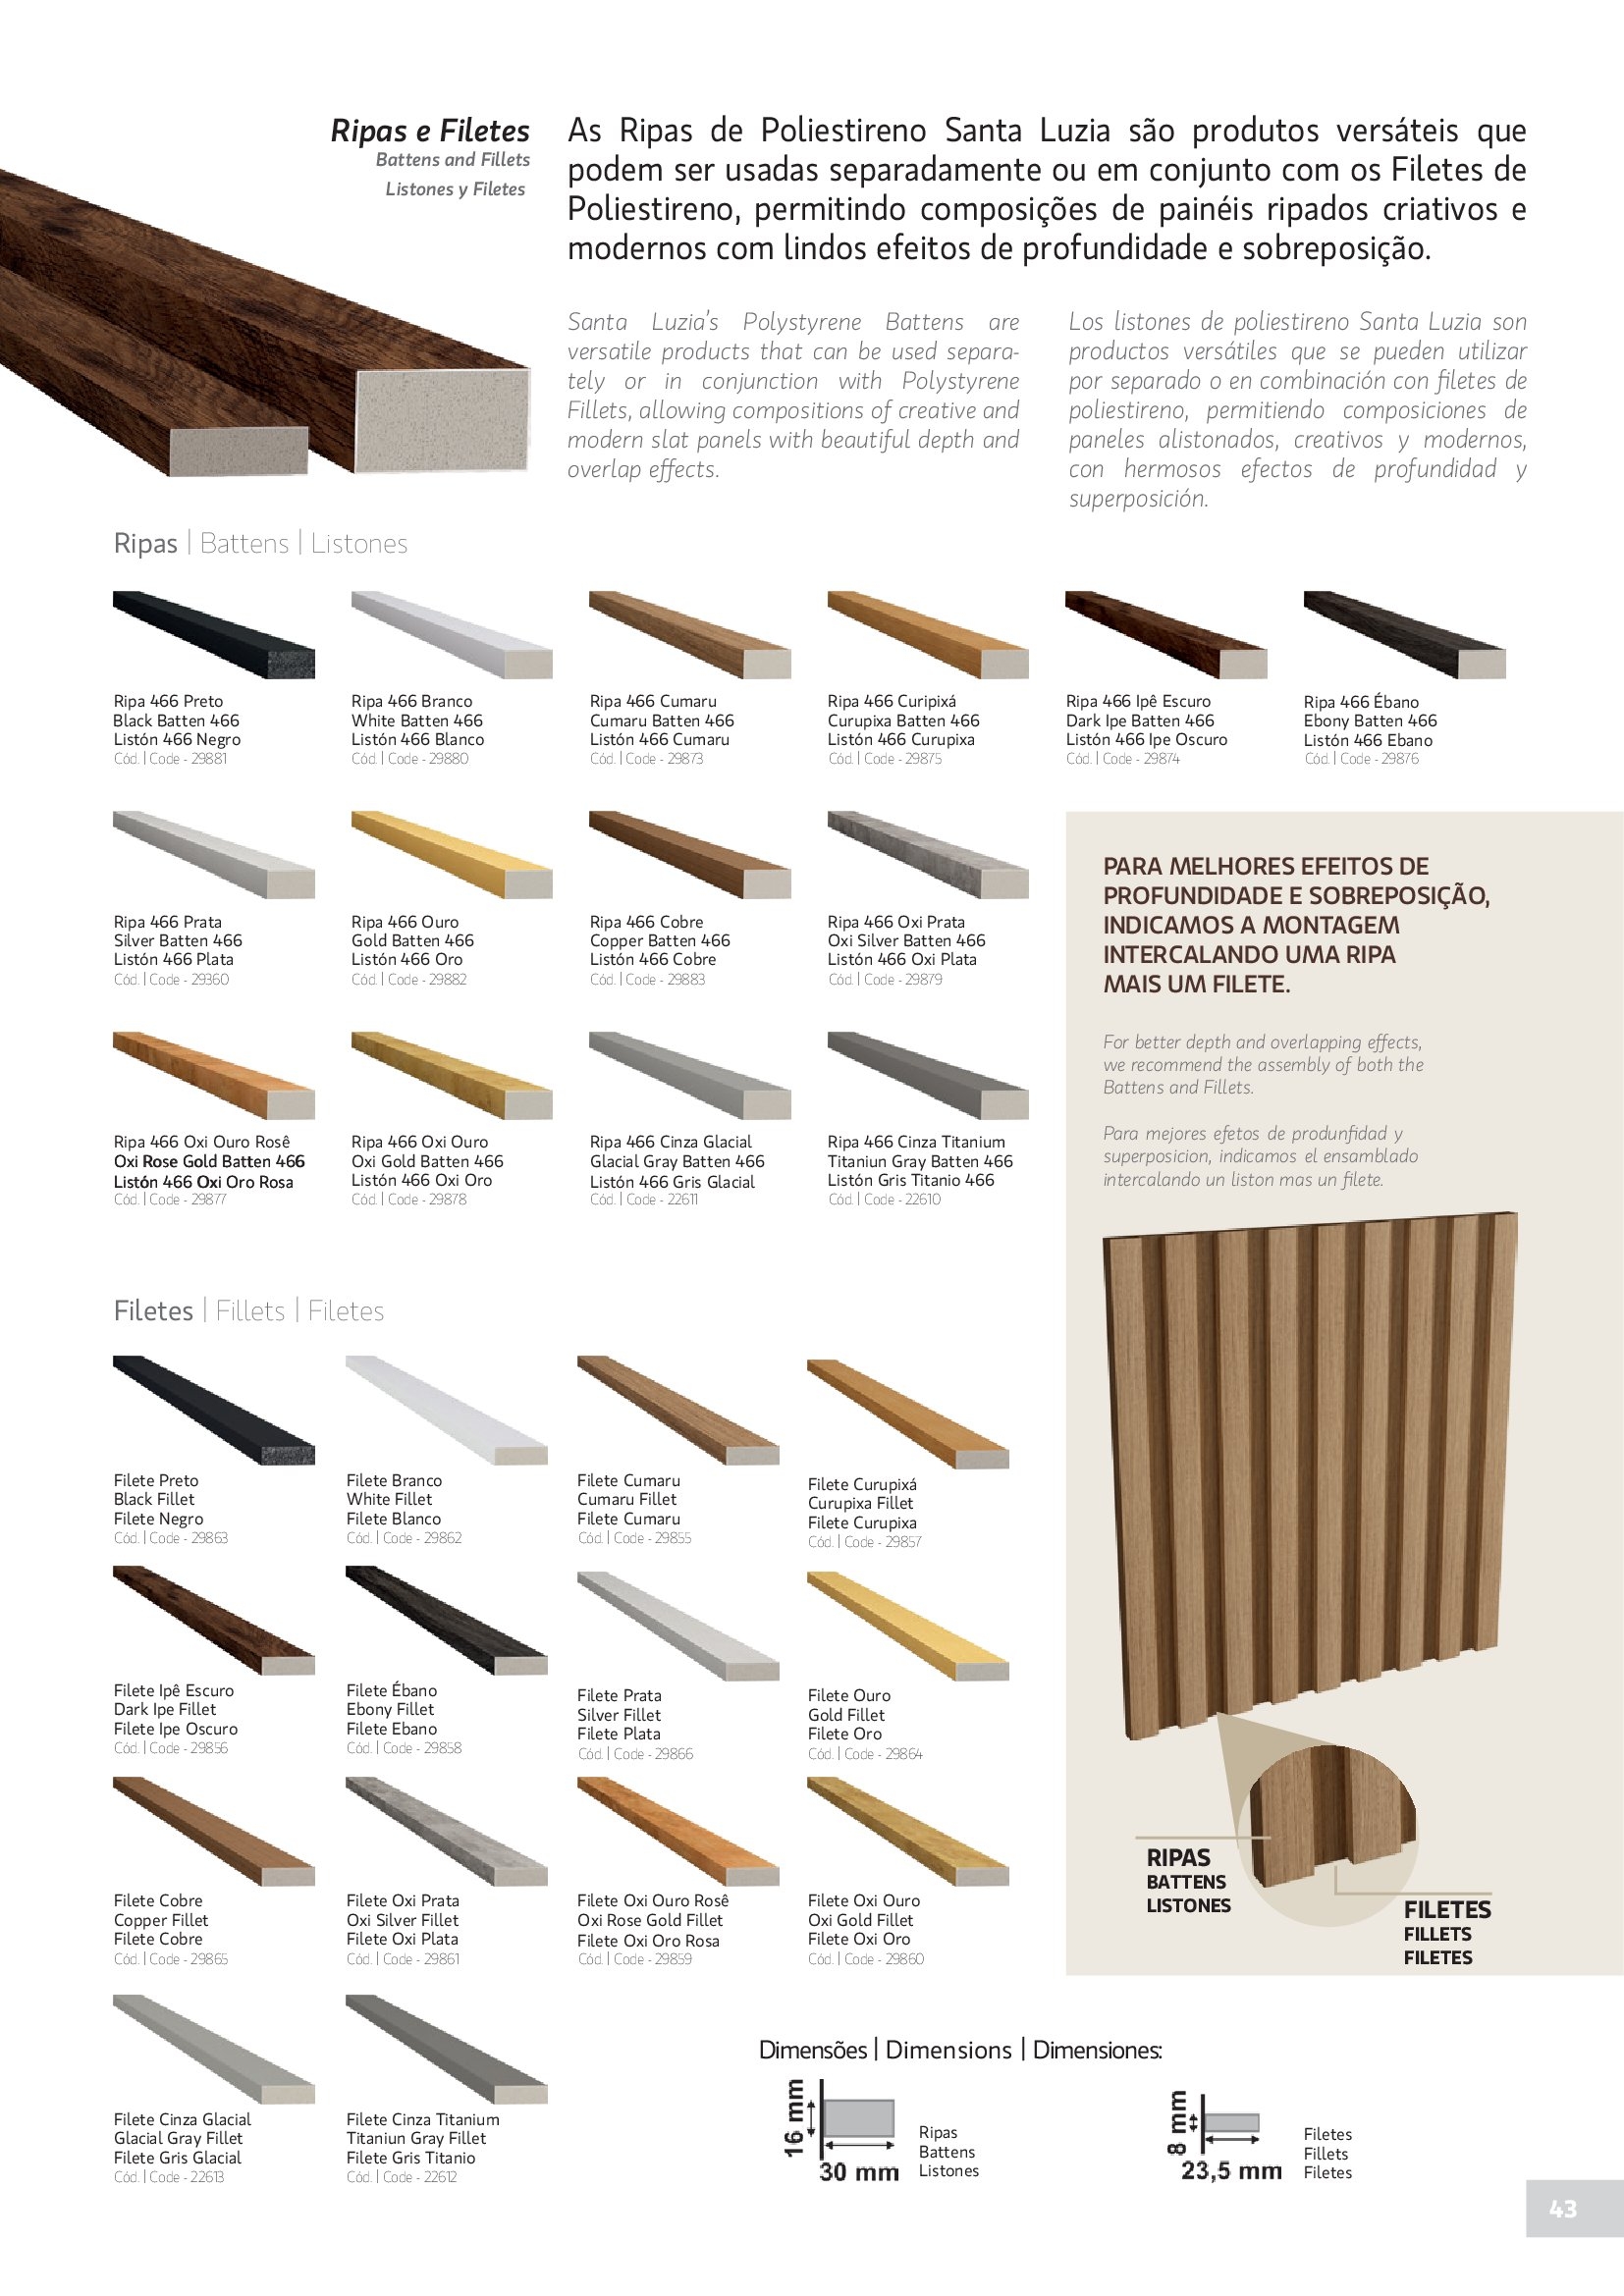 Ripas e Filetes
Battens and Fillets
Listones y Filetes
As Ripas de Poliestireno Santa Luzia são produtos versáteis que
podem ser usadas separadamente ou em conjunto com os Filetes de
Poliestireno, permitindo composições de painéis ripados criativos e
modernos com lindos efeitos de profundidade e sobreposição.
Santa Luzia's Polystyrene Battens are
versatile products that can be used separa-
tely or in conjunction with Polystyrene
Fillets, allowing compositions of creative and
modern slat panels with beautiful depth and
overlap effects.
Los listones de poliestireno Santa Luzia son
productos versátiles que se pueden utilizar
por separado o en combinación con filetes de
poliestireno, permitiendo composiciones de
paneles alistonados, creativos y modernos,
con hermosos efectos de profundidad y
superposición.
Ripas | Battens | Listones
Ripa 466 Preto
Black Batten 466
Listón 466 Negro
Cód. | Code - 29881
Ripa 466 Branco
White Batten 466
Listón 466 Blanco
Cód. | Code - 29880
Ripa 466 Cumaru
Cumaru Batten 466
Listón 466 Cumaru
Cód. | Code - 29873
Ripa 466 Curipixá
Curupixa Batten 466
Listón 466 Curupixa
Cód. | Code - 29875
Ripa 466 Ipê Escuro
Dark Ipe Batten 466
Listón 466 Ipe Oscuro
Cód. | Code - 29874
Ripa 466 Ébano
Ebony Batten 466
Listón 466 Ebano
Cód. | Code - 29876
Ripa 466 Prata
Silver Batten 466
Listón 466 Plata
Cód. | Code - 29360
Ripa 466 Ouro
Gold Batten 466
Listón 466 Oro
Cód. | Code - 29882
Ripa 466 Cobre
Copper Batten 466
Listón 466 Cobre
Cód. | Code - 29883
Ripa 466 Oxi Prata
Oxi Silver Batten 466
Listón 466 Oxi Plata
Cód. | Code - 29879
Ripa 466 Oxi Ouro Rosê
Oxi Rose Gold Batten 466
Listón 466 Oxi Oro Rosa
Cód. | Code - 29877
Ripa 466 Oxi Ouro
Oxi Gold Batten 466
Listón 466 Oxi Oro
Cód. | Code - 29878
Ripa 466 Cinza Glacial
Glacial Gray Batten 466
Listón 466 Gris Glacial
Cód. | Code - 22611
Ripa 466 Cinza Titanium
Titaniun Gray Batten 466
Listón Gris Titanio 466
Cód. | Code - 22610
PARA MELHORES EFEITOS DE
PROFUNDIDADE E SOBREPOSIÇÃO,
INDICAMOS A MONTAGEM
INTERCALANDO UMA RIPA
MAIS UM FILETE.
For better depth and overlapping effects,
we recommend the assembly of both the
Battens and Fillets.
Para mejores efetos de produnfidad y
superposicion, indicamos el ensamblado
intercalando un liston mas un filete.
RIPAS
BATTENS
LISTONES
FILETES
FILLETS
FILETES
Filetes | Fillets | Filetes
Filete Preto
Black Fillet
Filete Negro
Cód. | Code - 29863
Filete Branco
White Fillet
Filete Blanco
Cód. | Code - 29862
Filete Cumaru
Cumaru Fillet
Filete Cumaru
Cód. | Code - 29855
Filete Curupixá
Curupixa Fillet
Filete Curupixa
Cód. | Code - 29857
Filete Ipê Escuro
Dark Ipe Fillet
Filete Ipe Oscuro
Cód. | Code - 29856
Filete Ébano
Ebony Fillet
Filete Ebano
Cód. | Code - 29858
Filete Prata
Silver Fillet
Filete Plata
Cód. | Code - 29866
Filete Ouro
Gold Fillet
Filete Oro
Cód. | Code - 29864
Filete Cobre
Copper Fillet
Filete Cobre
Cód. | Code - 29865
Filete Oxi Prata
Oxi Silver Fillet
Filete Oxi Plata
Cód. | Code - 29861
Filete Oxi Ouro Rosê
Oxi Rose Gold Fillet
Filete Oxi Oro Rosa
Cód. | Code - 29859
Filete Oxi Ouro
Oxi Gold Fillet
Filete Oxi Oro
Cód. | Code - 29860
Filete Cinza Glacial
Glacial Gray Fillet
Filete Gris Glacial
Cód. | Code - 22613
Filete Cinza Titanium
Titaniun Gray Fillet
Filete Gris Titanio
Cód. | Code - 22612
Dimensões | Dimensions | Dimensiones:
16 mm
30 mm
Ripas
Battens
Listones
8 mm
23,5 mm
Filetes
Fillets
Filetes
43